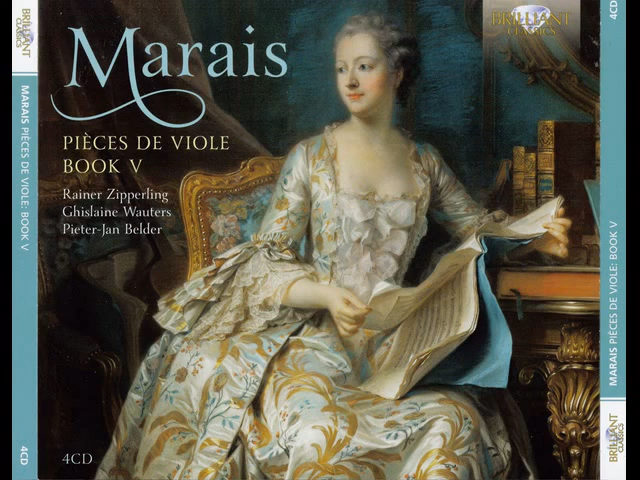 BRILLIANT
CLASSICS
MARAIS PIÈCES DE VIOLE: BOOK V
4CD
Marais
PIÈCES DE VIOLE
BOOK V
Rainer Zipperling
Ghislaine Wauters
Pieter-Jan Belder
4CD
BRILLIANT
CLASSICS
4CD
MARAIS PIÈCES DE VIOLE: BOOK V
BRILLIANT
CLASSICS